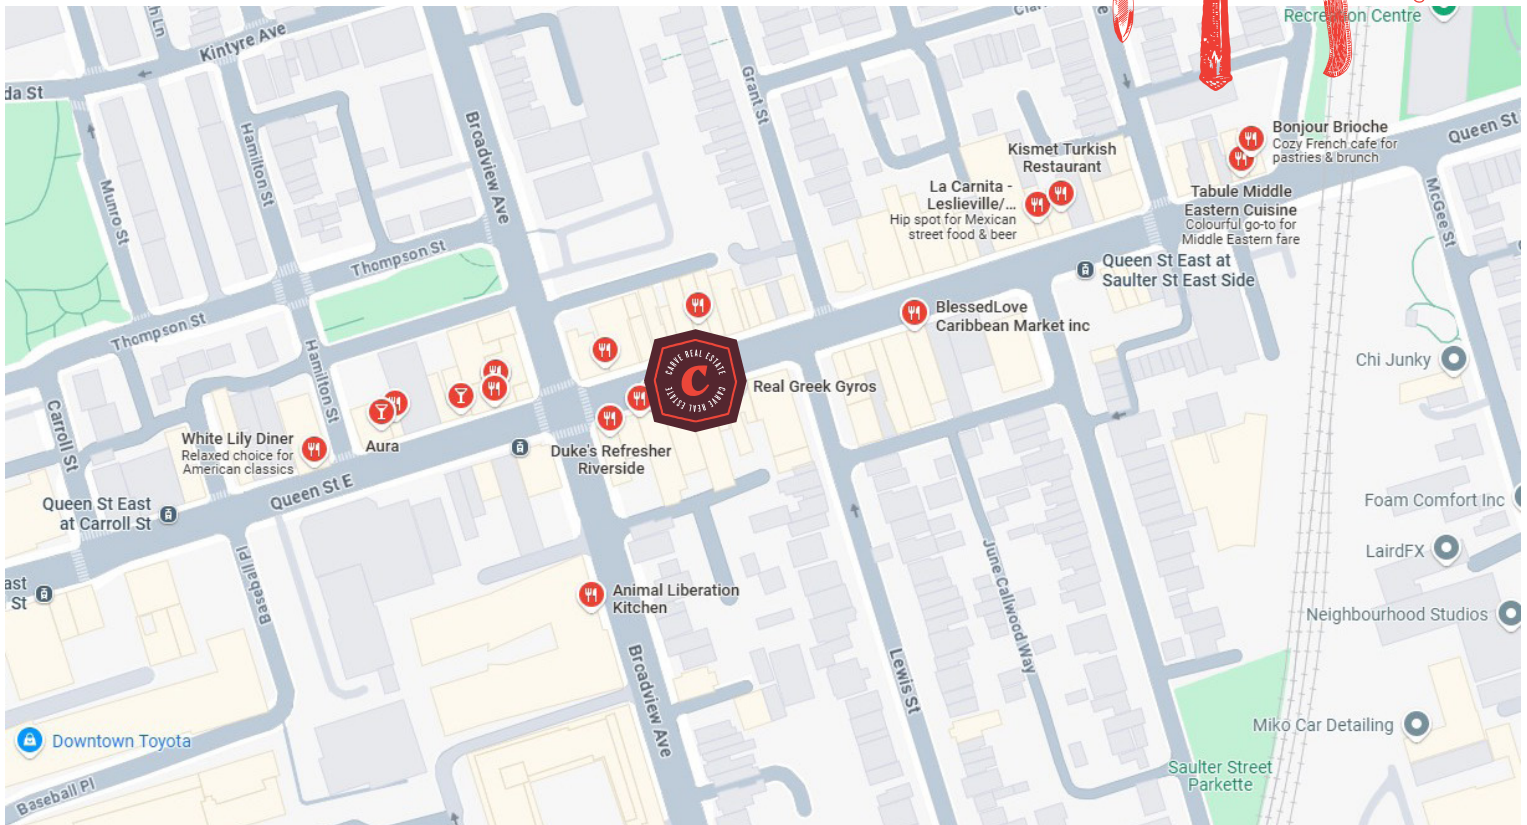 Recreation Centre
Kintyre Ave
da St
Hamilton St
Munro St
Broadview Ave
Grant St
Thompson St
Thompson St
Hamilton St
Carroll St
Bonjour Brioche
Cozy French cafe for
pastries & brunch
Queen St
Kismet Turkish
Restaurant
La Carnita -
Leslieville/...
Hip spot for Mexican
street food & beer
Tabule Middle
Eastern Cuisine
Colourful go-to for
Middle Eastern fare
McGee St
Queen St East at
Saulter St East Side
BlessedLove
Caribbean Market inc
Chi Junky
CARVE REAL ESTATE
C
CARVE REAL ESTATE
Real Greek Gyros
White Lily Diner
Relaxed choice for
American classics
Aura
Duke's Refresher
Riverside
Queen St E
Queen St East
at Carroll St
ast
St
Baseball Pl
Animal Liberation
Kitchen
Foam Comfort Inc
LairdFX
Neighbourhood Studios
June Callwood Way
Lewis St
Broadview Ave
Miko Car Detailing
Saulter Street
Parkette
Downtown Toyota
Baseball Pl